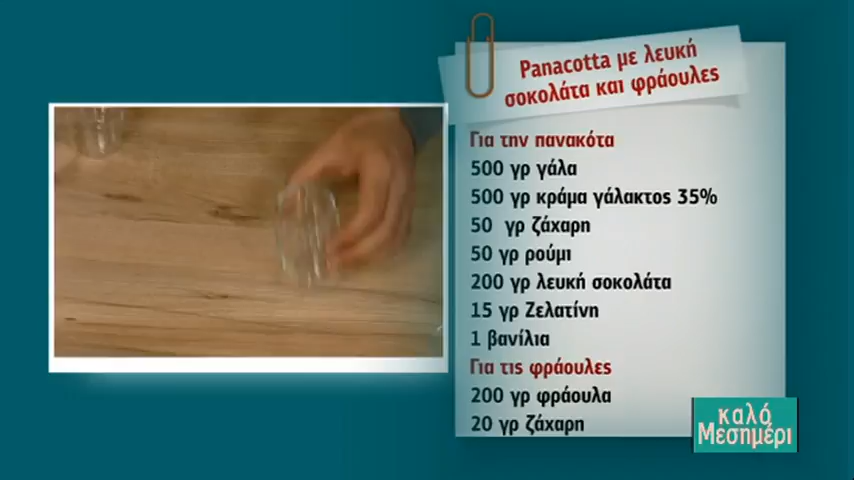 Panacotta με λευκή
σοκολάτα και φράουλες
Για την πανακότα
500 γρ γάλα
500 γρ κράμα γάλακτος 35%
50 γρ ζάχαρη
50 γρ ρούμι
200 γρ λευκή σοκολάτα
15 γρ Ζελατίνη
1 βανίλια
Για τις φράουλες
200 γρ φράουλα
20 γρ ζάχαρη
καλό
Μεσημέρι